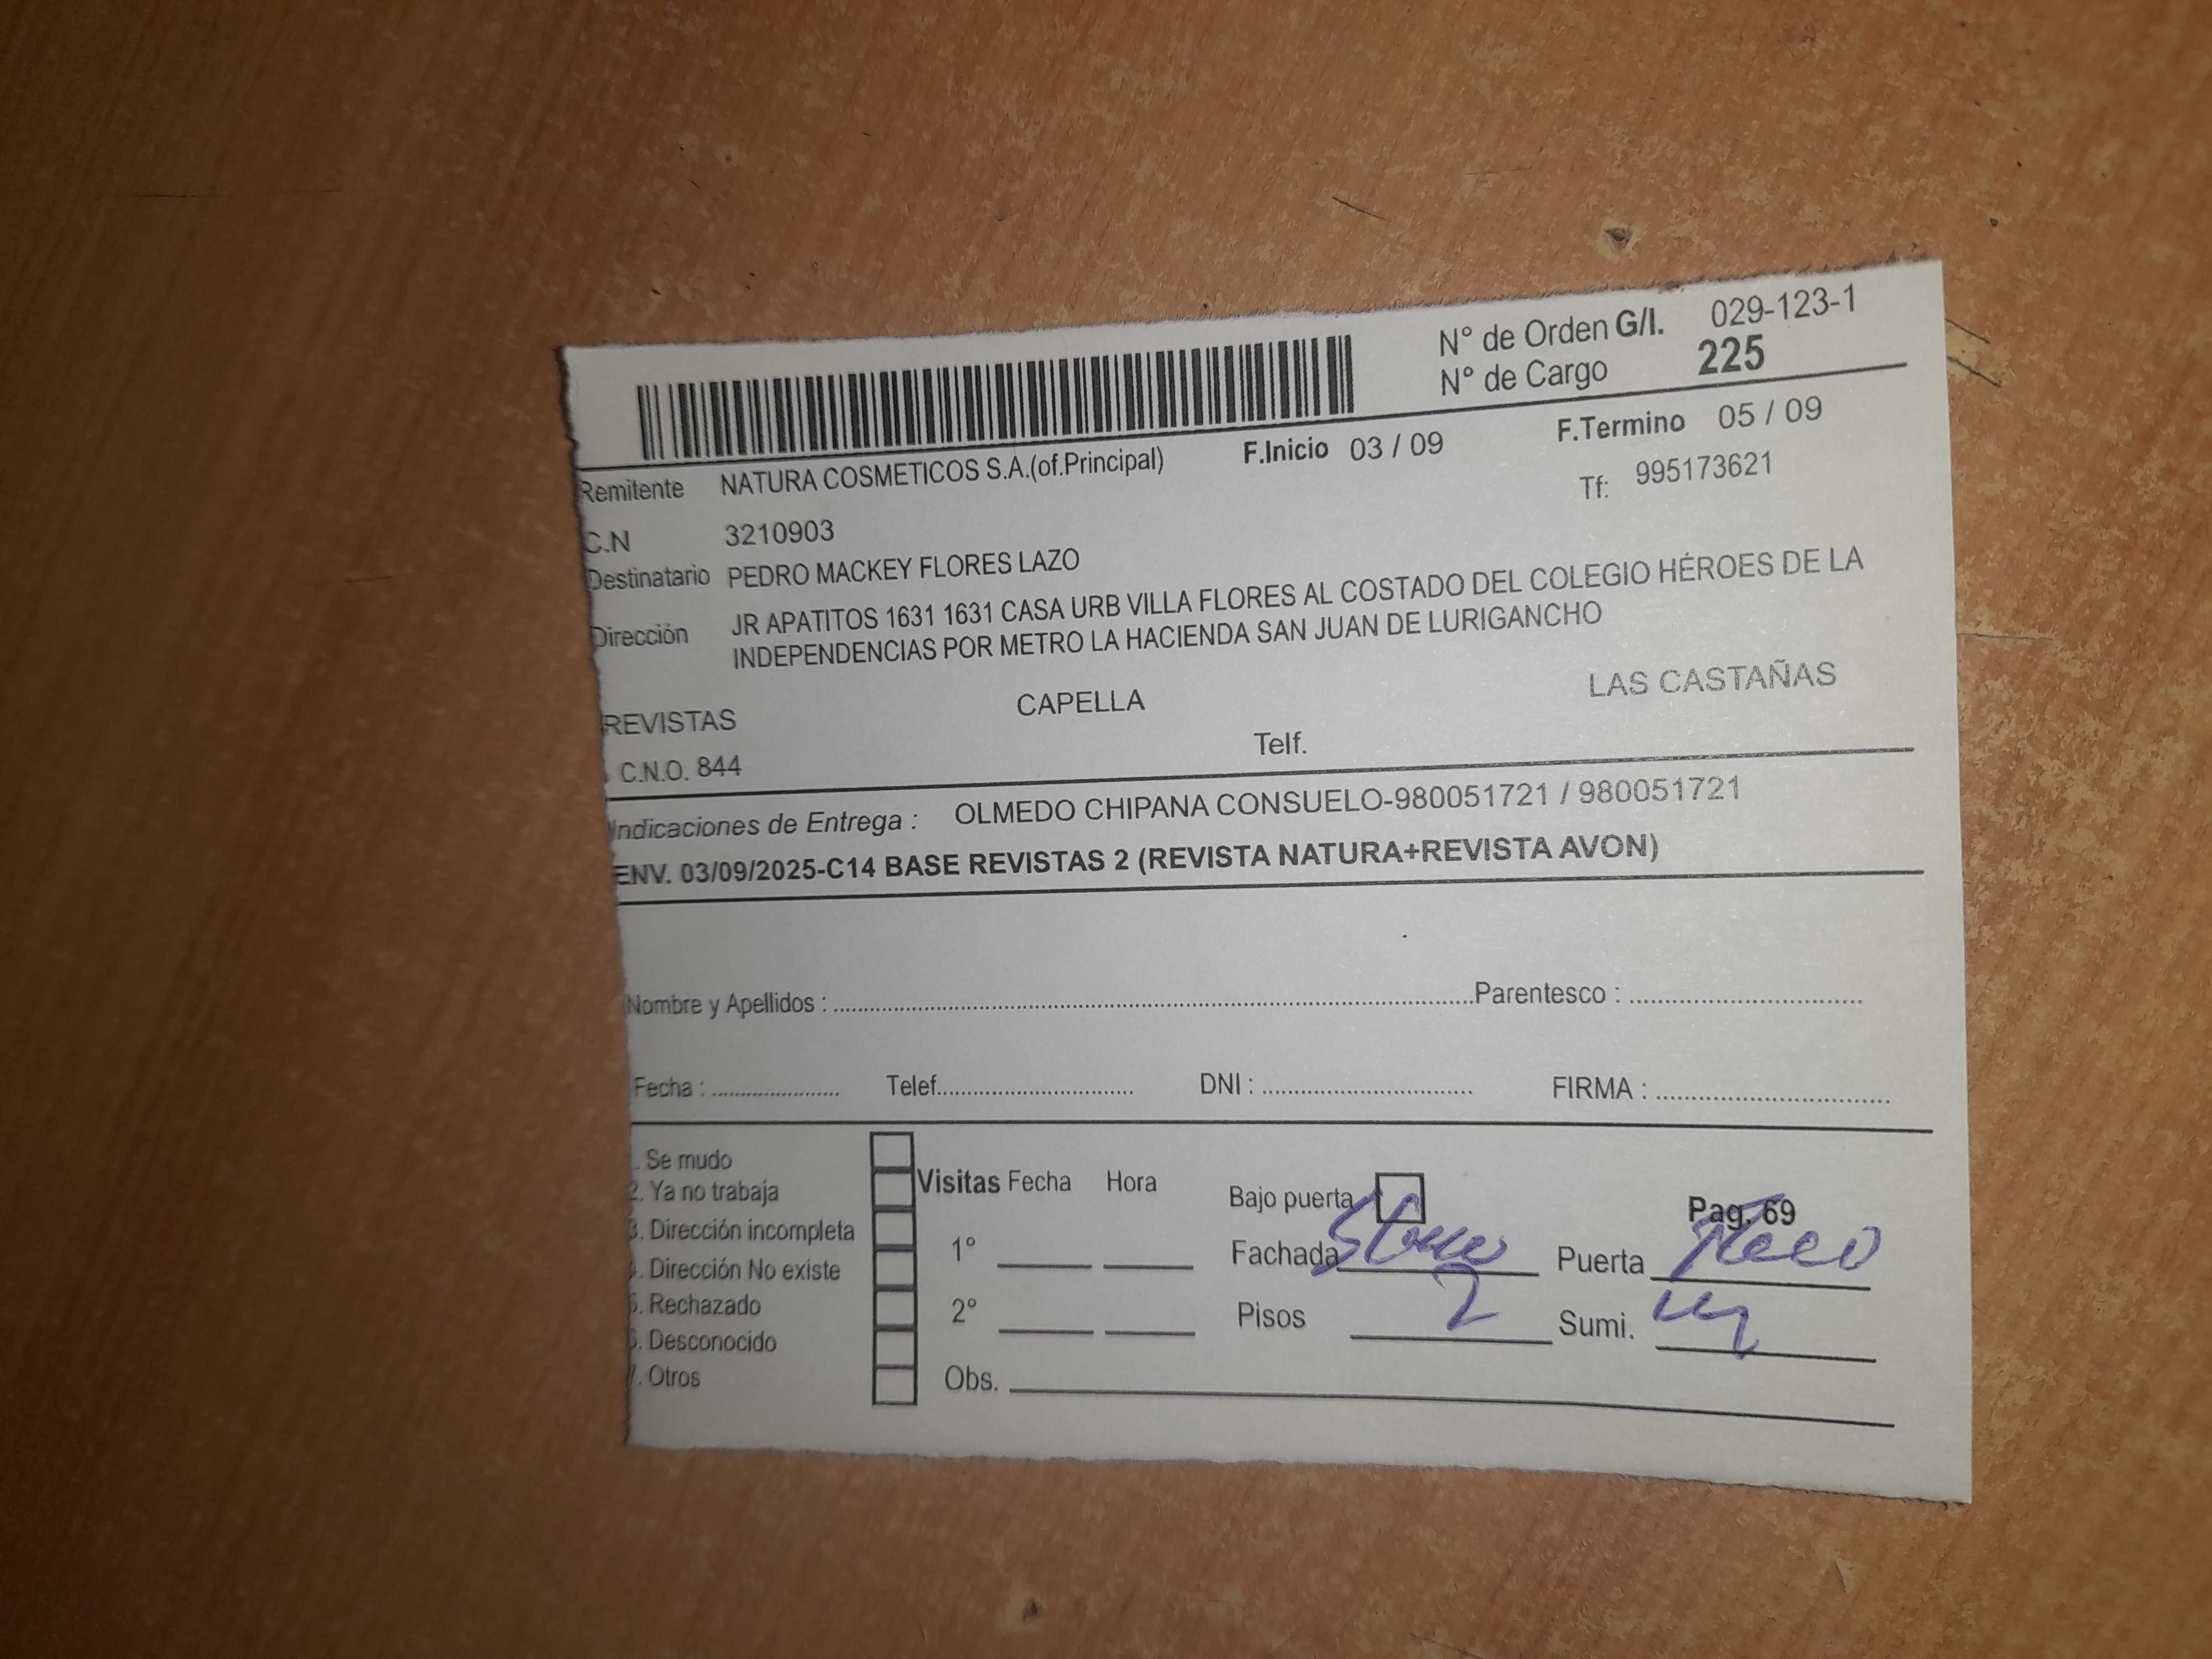 N° de Orden G/I. 029-123-1
N° de Cargo 225
F.Inicio 03 / 09 F.Termino 05 / 09
Remitente NATURA COSMETICOS S.A.(of.Principal) Tf: 995173621
C.N 3210903
Destinatario PEDRO MACKEY FLORES LAZO
Dirección JR APATITOS 1631 1631 CASA URB VILLA FLORES AL COSTADO DEL COLEGIO HÉROES DE LA
INDEPENDENCIAS POR METRO LA HACIENDA SAN JUAN DE LURIGANCHO
REVISTAS CAPELLA LAS CASTAÑAS
C.N.O. 844 Telf.
Indicaciones de Entrega : OLMEDO CHIPANA CONSUELO-980051721 / 980051721
ENV. 03/09/2025-C14 BASE REVISTAS 2 (REVISTA NATURA+REVISTA AVON)
Nombre y Apellidos : Parentesco :
Fecha : Telef. DNI : FIRMA :
. Se mudo
2. Ya no trabaja
3. Dirección incompleta
4. Dirección No existe
5. Rechazado
6. Desconocido
7. Otros
Visitas Fecha Hora
1°
2°
Obs.
Bajo puerta Pag. 69
Fachada Puerta
Pisos 2 Sumi.